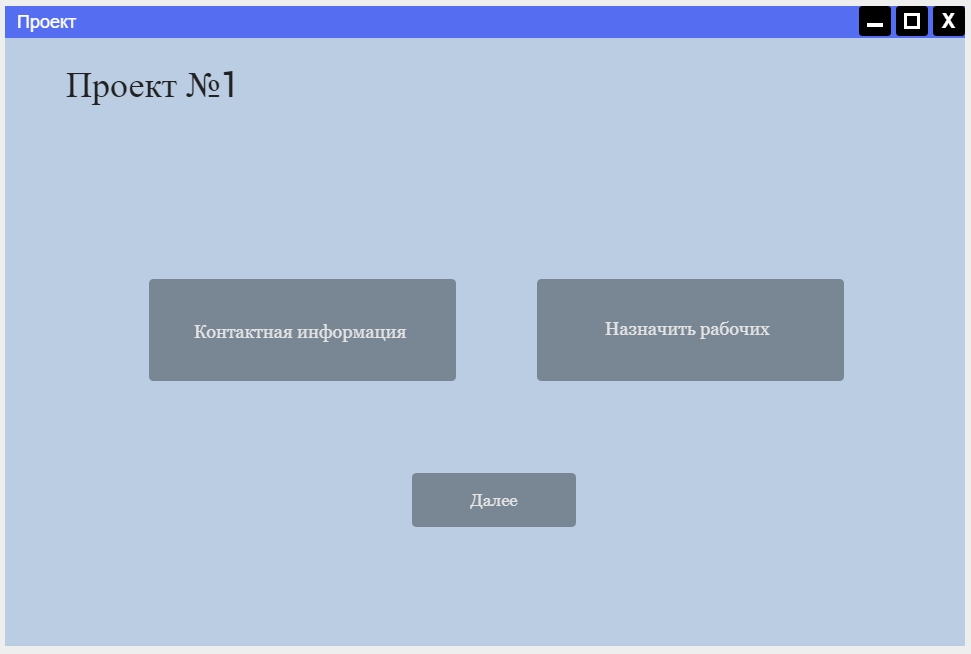 Проект
X
Проект №1
Контактная информация
Назначить рабочих
Далее